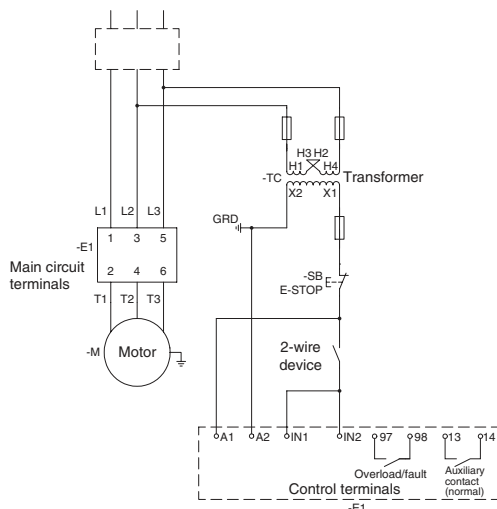 H3 H2
H1 H4
-TC
Transformer
X2 X1
L1 L2 L3
GRD
1 3 5
-E1
Main circuit
terminals
2 4 6
-SB
E-STOP
T1 T2 T3
-M
Motor
2-wire
device
A1 A2 IN1 IN2 97 98 13 14
Overload/fault
Auxiliary
contact
(normal)
Control terminals
-E1